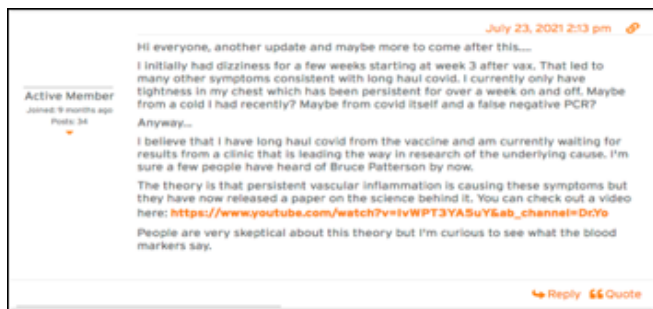 July 23, 2021 2:13 pm
Hi everyone, another update and maybe more to come after this....
I initially had dizziness for a few weeks starting at week 3 after vax. That led to
many other symptoms consistent with long haul covid. I currently only have
tightness in my chest which has been persistent for over a week on and off. Maybe
from a cold I had recently? Maybe from covid itself and a false negative PCR?
Active Member
Joined: 9 months ago
Posts: 34
Anyway...
I believe that I have long haul covid from the vaccine and am currently waiting for
results from a clinic that is leading the way in research of the underlying cause. I'm
sure a few people have heard of Bruce Patterson by now.
The theory is that persistent vascular inflammation is causing these symptoms but
they have now released a paper on the science behind it. You can check out a video
here: https://www.youtube.com/watch?v=IvWPT3YA5uY&ab_channel=Dr.Yo
People are very skeptical about this theory but I'm curious to see what the blood
markers say.
Reply Quote